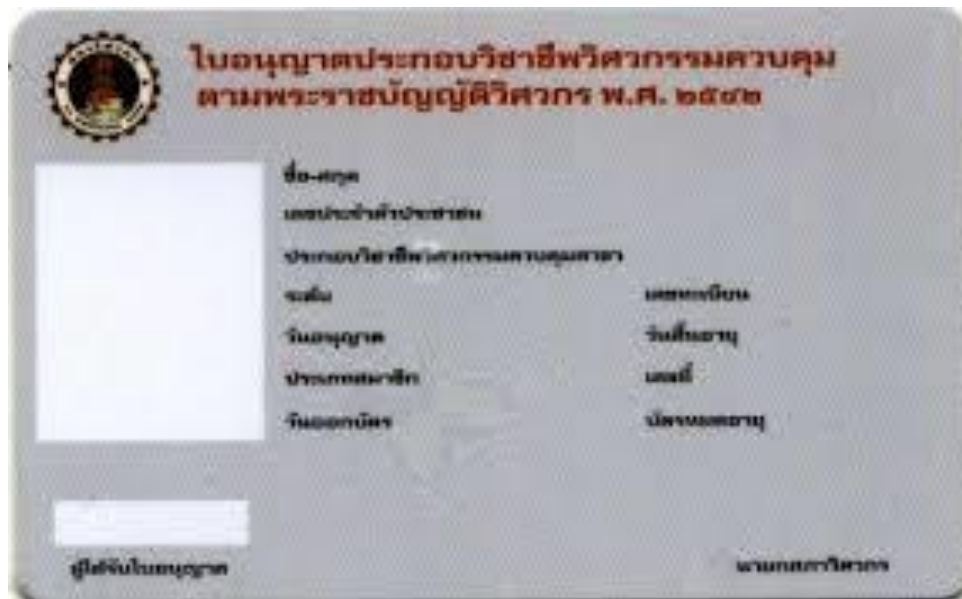 ใบอนุญาตประกอบวิชาชีพวิศวกรรมควบคุม
ตามพระราชบัญญัติวิศวกร พ.ศ. ๒๕๔๒
ชื่อ-สกุล
เลขประจำตัวประชาชน
ประกอบวิชาชีพวิศวกรรมควบคุมสาขา
ระดับ เลขทะเบียน
วันอนุญาต วันสิ้นอายุ
ประเภทสมาชิก เลขที่
วันออกบัตร บัตรหมดอายุ
ผู้ได้รับใบอนุญาต นายกสภาวิศวกร